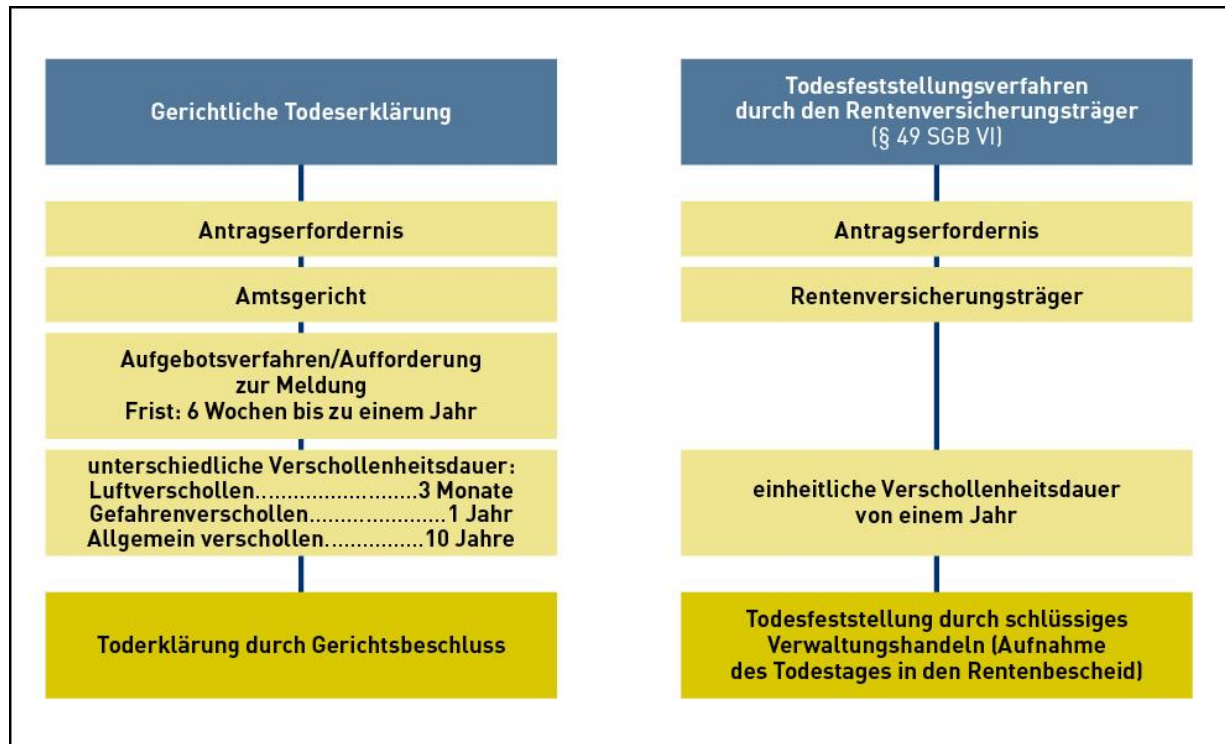 Gerichtliche Todeserklärung
Antragserfordernis
Amtsgericht
Aufgebotsverfahren/Aufforderung
zur Meldung
Frist: 6 Wochen bis zu einem Jahr
unterschiedliche Verschollenheitsdauer:
Luftverschollen..........................3 Monate
Gefahrenverschollen......................1 Jahr
Allgemein verschollen................10 Jahre
Toderklärung durch Gerichtsbeschluss
Todesfeststellungsverfahren
durch den Rentenversicherungsträger
(§ 49 SGB VI)
Antragserfordernis
Rentenversicherungsträger
einheitliche Verschollenheitsdauer
von einem Jahr
Todesfeststellung durch schlüssiges
Verwaltungshandeln (Aufnahme
des Todestages in den Rentenbescheid)